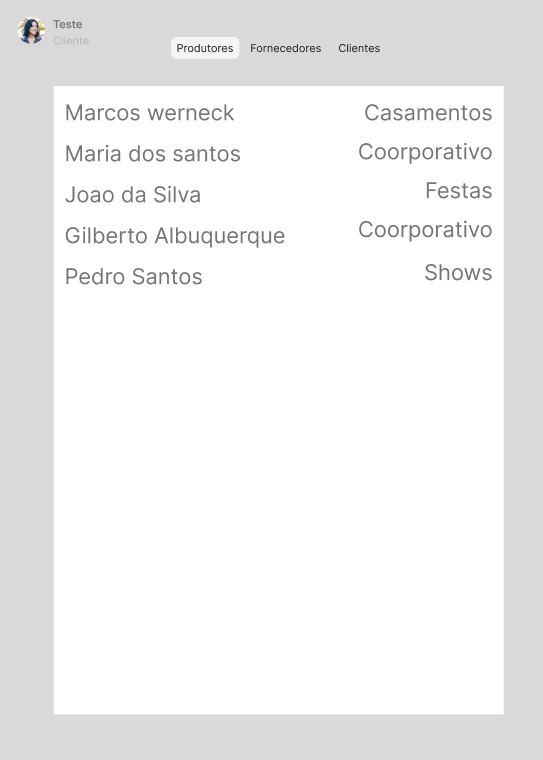 Teste
Cliente
Produtores Fornecedores Clientes
Marcos werneck Casamentos
Maria dos santos Coorporativo
Joao da Silva Festas
Gilberto Albuquerque Coorporativo
Pedro Santos Shows